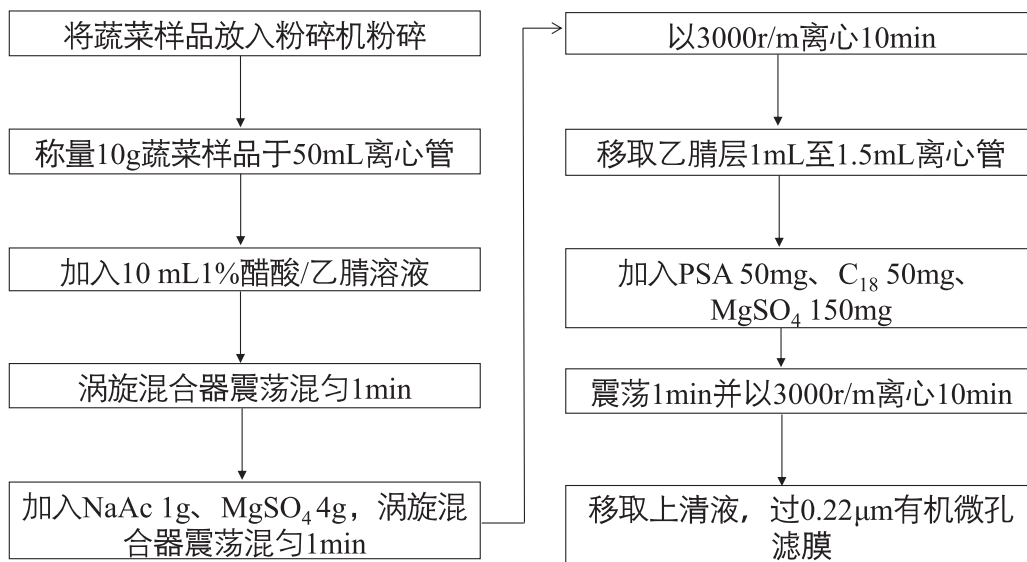 将蔬菜样品放入粉碎机粉碎
称量10g蔬菜样品于50mL离心管
加入10 mL1%醋酸/乙腈溶液
涡旋混合器震荡混匀1min
加入NaAc 1g、MgSO₄ 4g，涡旋混
合器震荡混匀1min
以3000r/m离心10min
移取乙腈层1mL至1.5mL离心管
加入PSA 50mg、C₁₈ 50mg、
MgSO₄ 150mg
震荡1min并以3000r/m离心10min
移取上清液，过0.22μm有机微孔
滤膜